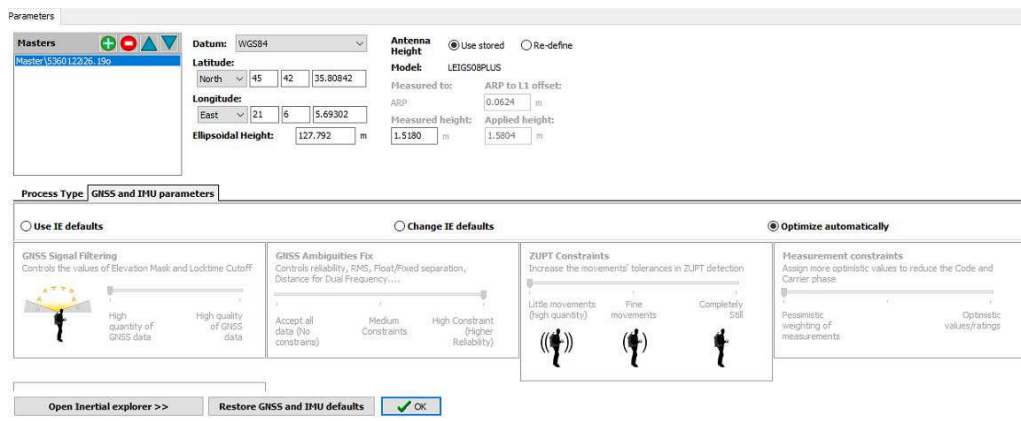 Parameters
Masters
Master\5360122i26.19o
Datum: WGS84
Latitude:
North 45 42 35.80842
Longitude:
East 21 6 5.69302
Ellipsoidal Height: 127.792 m
Antenna Height Use stored Re-define
Model: LEIGS08PLUS
Measured to: ARP to L1 offset:
ARP 0.0624 m
Measured height: Applied height:
1.5180 m 1.5804 m
Process Type GNSS and IMU parameters
Use IE defaults Change IE defaults Optimize automatically
GNSS Signal Filtering
Controls the values of Elevation Mask and Locktime Cutoff
High quantity of GNSS data
High quality of GNSS data
GNSS Ambiguities Fix
Controls reliability, RMS, Float/Fixed separation,
Distance for Dual Frequency....
Accept all data (No constrains)
Medium Constraints
High Constraint (Higher Reliability)
ZUPT Constraints
Increase the movements' tolerances in ZUPT detection
Little movements (high quantity)
Fine movements
Completely Still
Measurement constraints
Assign more optimistic values to reduce the Code and
Carrier phase
Pessimistic weighting of measurements
Optimistic values/ratings
Open Inertial explorer >> Restore GNSS and IMU defaults OK